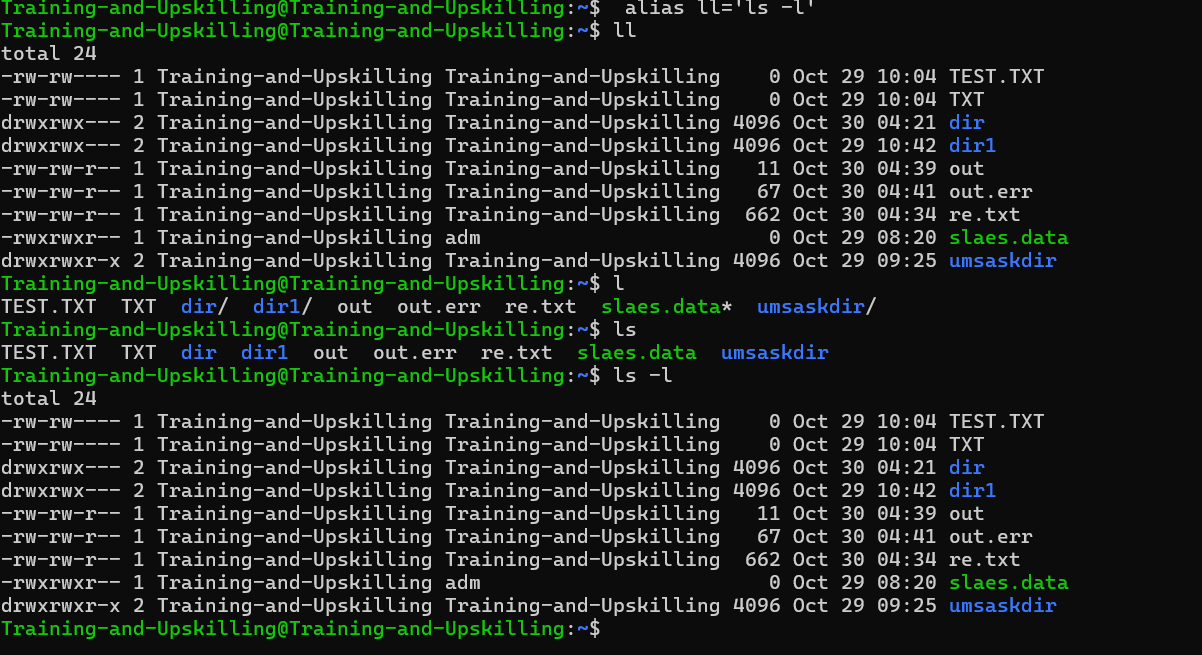 Training-and-Upskilling@Training-and-Upskilling:~$  alias ll='ls -l'
Training-and-Upskilling@Training-and-Upskilling:~$ ll
total 24
-rw-rw---- 1 Training-and-Upskilling Training-and-Upskilling    0 Oct 29 10:04 TEST.TXT
-rw-rw---- 1 Training-and-Upskilling Training-and-Upskilling    0 Oct 29 10:04 TXT
drwxrwx--- 2 Training-and-Upskilling Training-and-Upskilling 4096 Oct 30 04:21 dir
drwxrwx--- 2 Training-and-Upskilling Training-and-Upskilling 4096 Oct 29 10:42 dir1
-rw-rw-r-- 1 Training-and-Upskilling Training-and-Upskilling   11 Oct 30 04:39 out
-rw-rw-r-- 1 Training-and-Upskilling Training-and-Upskilling   67 Oct 30 04:41 out.err
-rw-rw-r-- 1 Training-and-Upskilling Training-and-Upskilling  662 Oct 30 04:34 re.txt
-rwxrwxr-- 1 Training-and-Upskilling adm                        0 Oct 29 08:20 slaes.data
drwxrwxr-x 2 Training-and-Upskilling Training-and-Upskilling 4096 Oct 29 09:25 umsaskdir
Training-and-Upskilling@Training-and-Upskilling:~$ l
TEST.TXT  TXT  dir/  dir1/  out  out.err  re.txt  slaes.data*  umsaskdir/
Training-and-Upskilling@Training-and-Upskilling:~$ ls
TEST.TXT  TXT  dir  dir1  out  out.err  re.txt  slaes.data  umsaskdir
Training-and-Upskilling@Training-and-Upskilling:~$ ls -l
total 24
-rw-rw---- 1 Training-and-Upskilling Training-and-Upskilling    0 Oct 29 10:04 TEST.TXT
-rw-rw---- 1 Training-and-Upskilling Training-and-Upskilling    0 Oct 29 10:04 TXT
drwxrwx--- 2 Training-and-Upskilling Training-and-Upskilling 4096 Oct 30 04:21 dir
drwxrwx--- 2 Training-and-Upskilling Training-and-Upskilling 4096 Oct 29 10:42 dir1
-rw-rw-r-- 1 Training-and-Upskilling Training-and-Upskilling   11 Oct 30 04:39 out
-rw-rw-r-- 1 Training-and-Upskilling Training-and-Upskilling   67 Oct 30 04:41 out.err
-rw-rw-r-- 1 Training-and-Upskilling Training-and-Upskilling  662 Oct 30 04:34 re.txt
-rwxrwxr-- 1 Training-and-Upskilling adm                        0 Oct 29 08:20 slaes.data
drwxrwxr-x 2 Training-and-Upskilling Training-and-Upskilling 4096 Oct 29 09:25 umsaskdir
Training-and-Upskilling@Training-and-Upskilling:~$